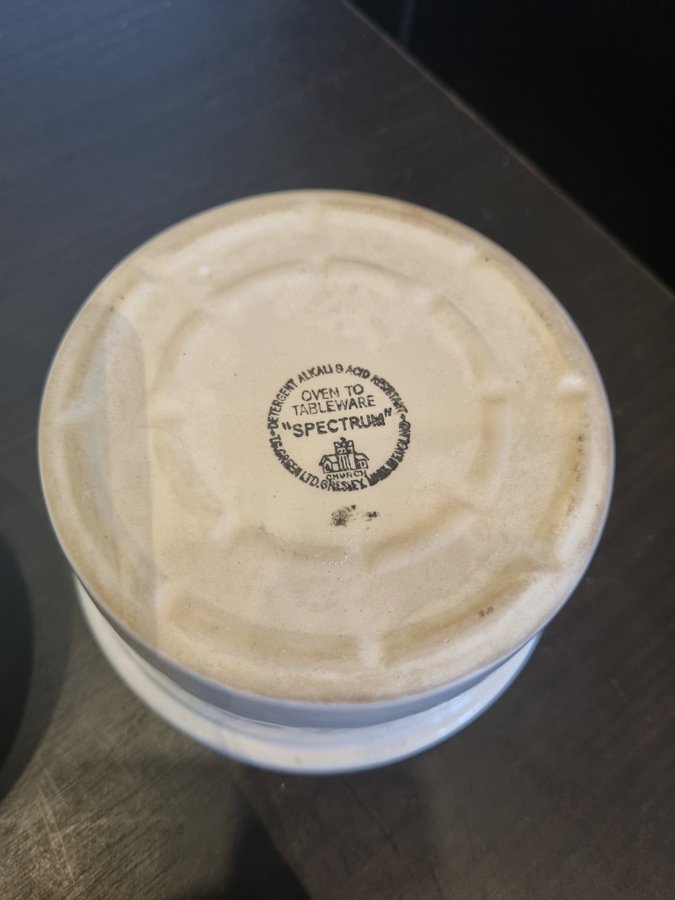 DETERGENT ALKALI & ACID RESISTANT
OVEN TO
TABLEWARE
"SPECTRUM"
CHURCH
T.G.GREEN LTD. GRESLEY, MADE IN ENGLAND